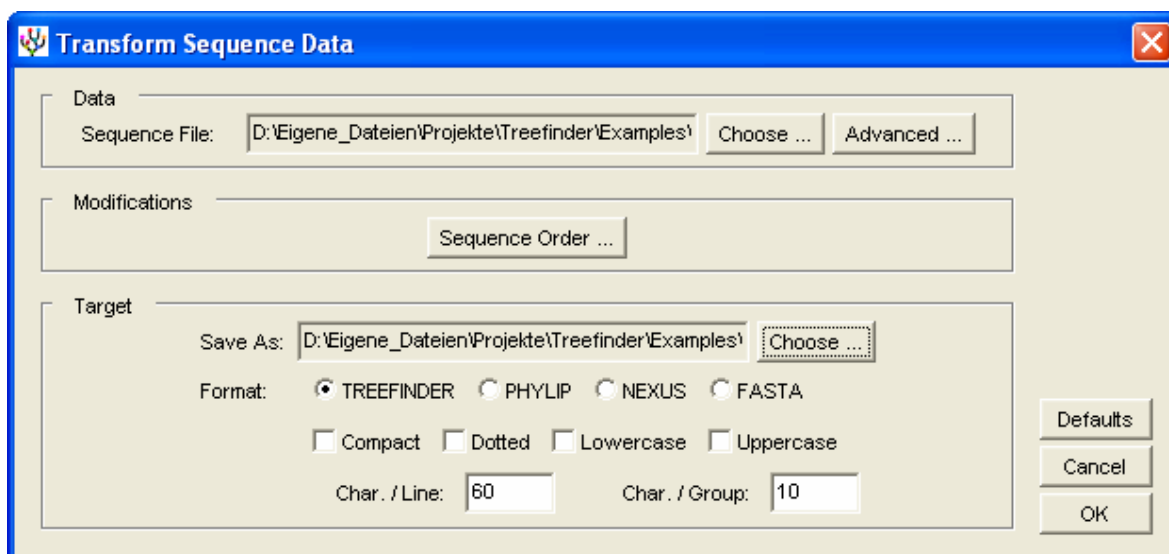 Transform Sequence Data
Data
Sequence File: D:\Eigene_Dateien\Projekte\Treefinder\Examples\ Choose ... Advanced ...
Modifications
Sequence Order ...
Target
Save As: D:\Eigene_Dateien\Projekte\Treefinder\Examples\ Choose ...
Format: TREEFINDER PHYLIP NEXUS FASTA
Compact Dotted Lowercase Uppercase
Char. / Line: 60 Char. / Group: 10
Defaults
Cancel
OK